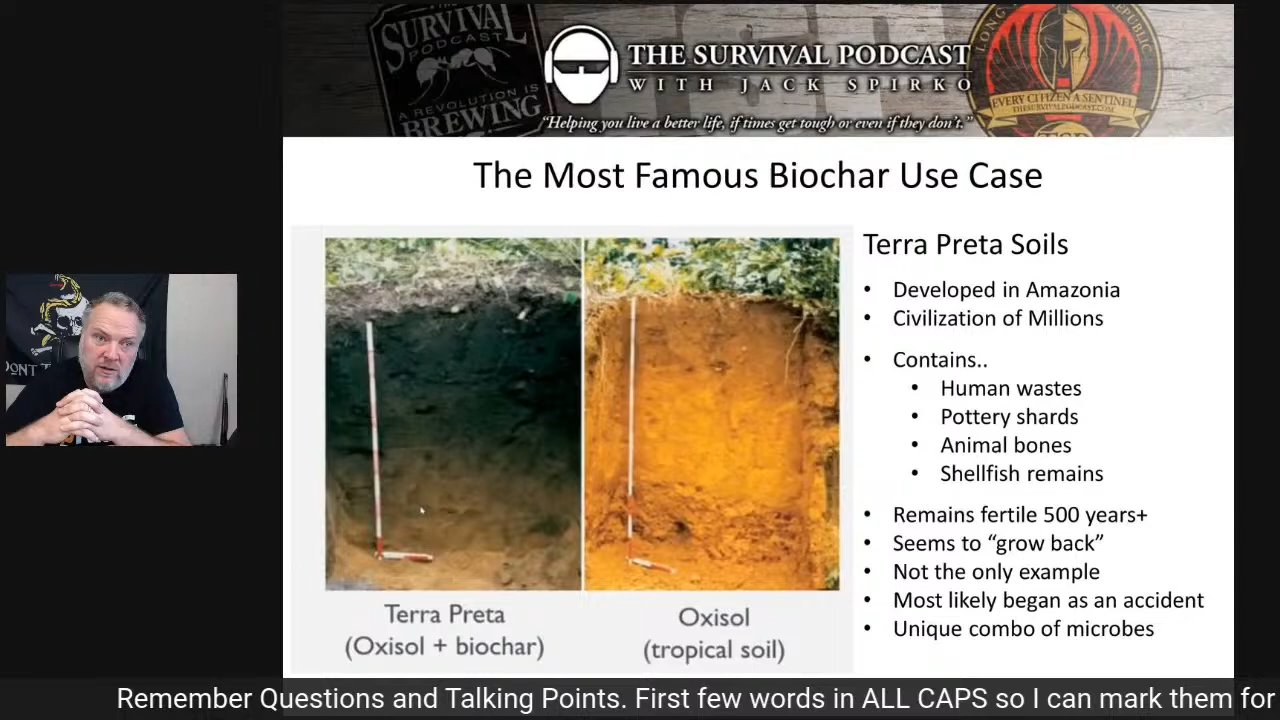 SURVIVAL
PODCAST
REVOLUTION IS
BREWING
THE SURVIVAL PODCAST
WITH JACK SPIRKO
"Helping you live a better life, if times get tough or even if they don't."
EVERY CITIZEN A SENTINEL
THESURVIVALPODCAST.COM
TSP
The Most Famous Biochar Use Case
Terra Preta Soils
• Developed in Amazonia
• Civilization of Millions
• Contains..
• Human wastes
• Pottery shards
• Animal bones
• Shellfish remains
• Remains fertile 500 years+
• Seems to “grow back”
• Not the only example
• Most likely began as an accident
• Unique combo of microbes
Terra Preta
(Oxisol + biochar)
Oxisol
(tropical soil)
Remember Questions and Talking Points. First few words in ALL CAPS so I can mark them for